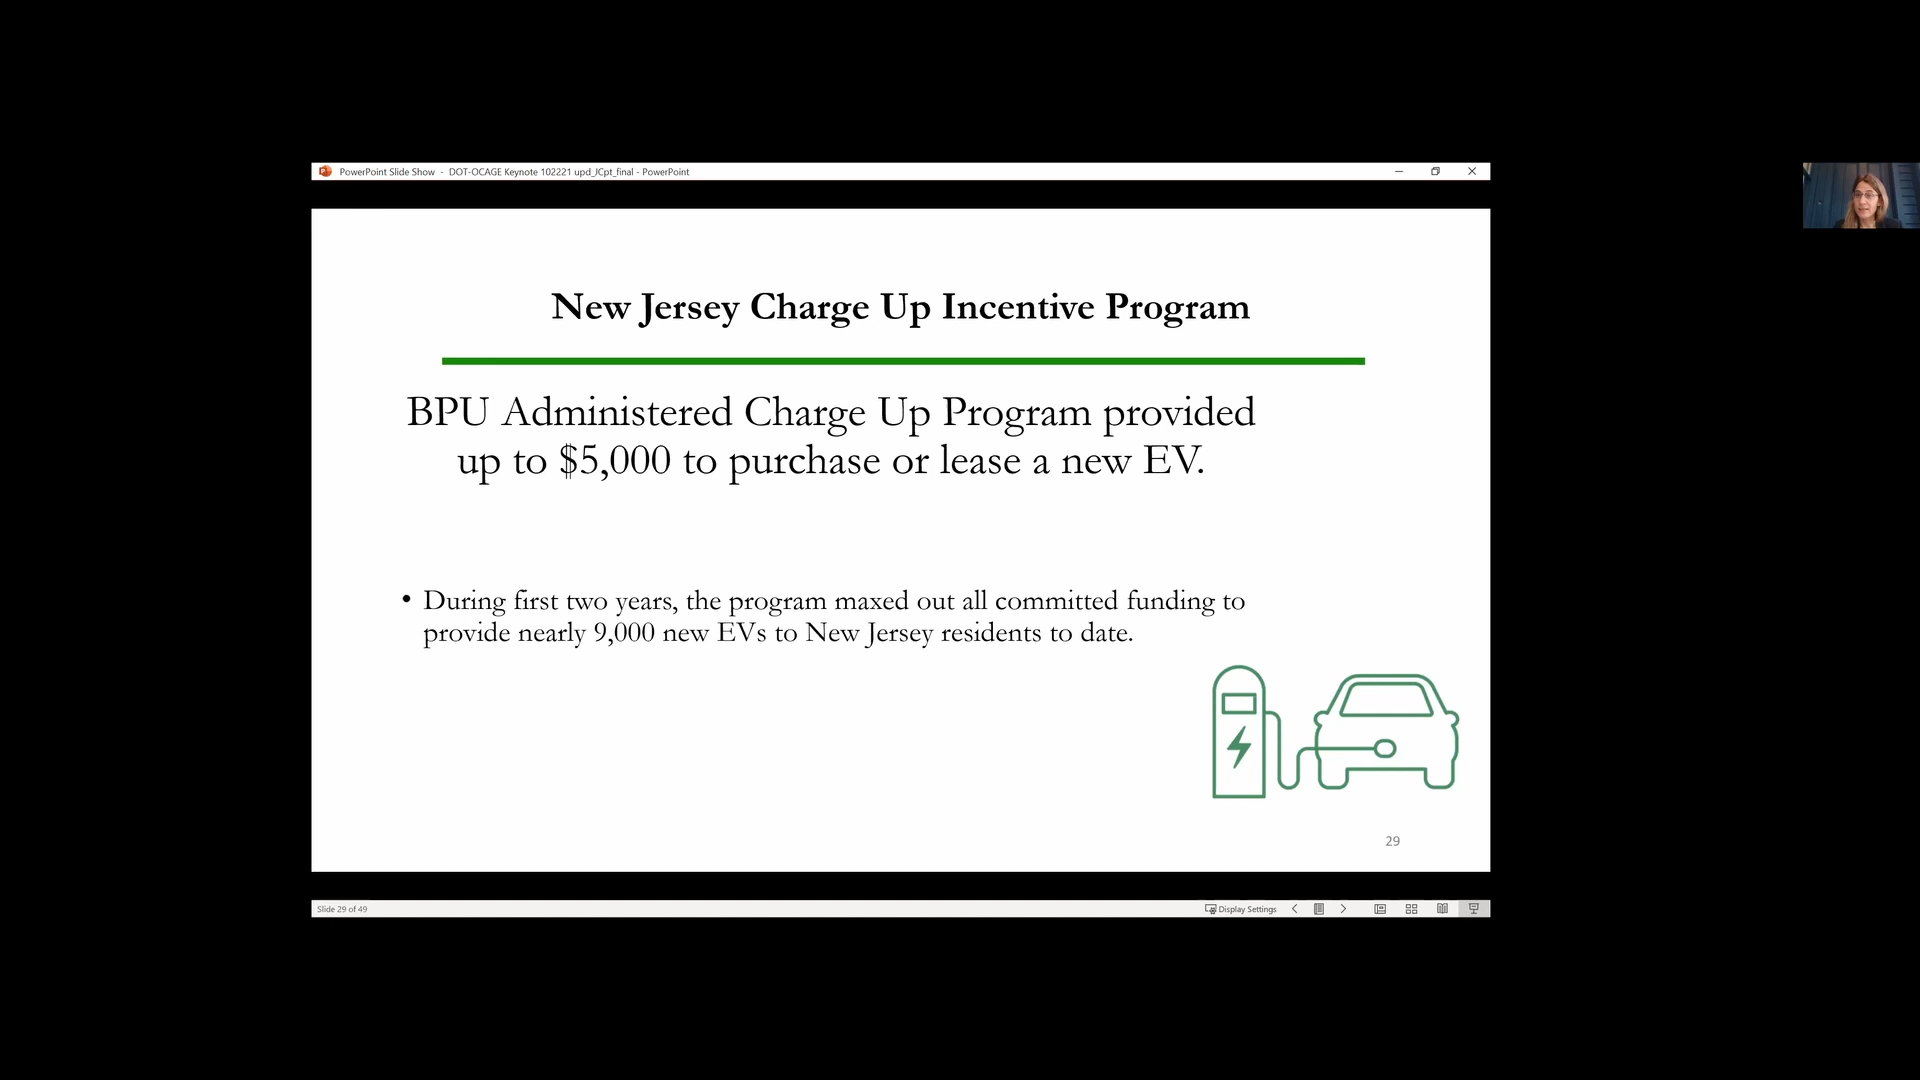 PowerPoint Slide Show - DOT-OCAGE Keynote 102221 upd_JCpt_final - PowerPoint
New Jersey Charge Up Incentive Program
BPU Administered Charge Up Program provided
up to $5,000 to purchase or lease a new EV.
• During first two years, the program maxed out all committed funding to
provide nearly 9,000 new EVs to New Jersey residents to date.
29
Slide 29 of 49
Display Settings